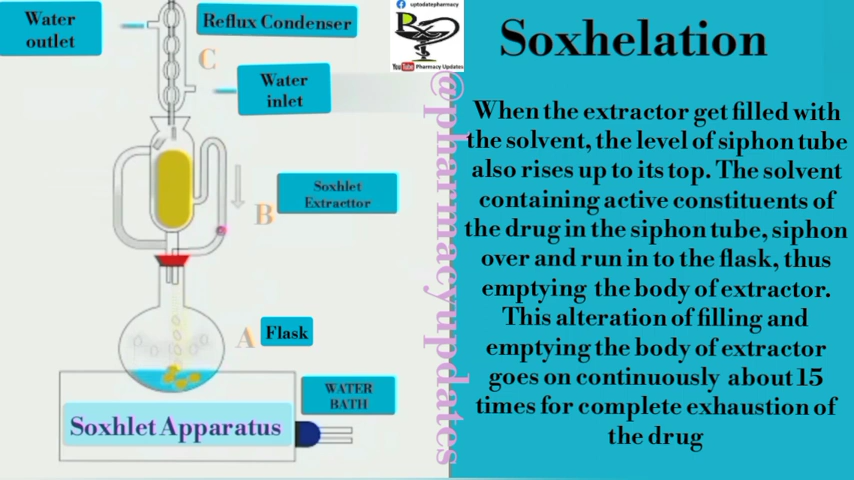 Water
outlet
Reflux Condenser
C
Water
inlet
Soxhlet
Extracttor
B
A
Flask
WATER
BATH
Soxhlet Apparatus
uptodatepharmacy
YouTube Pharmacy Updates
@pharmacyupdates
Soxhelation
When the extractor get filled with
the solvent, the level of siphon tube
also rises up to its top. The solvent
containing active constituents of
the drug in the siphon tube, siphon
over and run in to the flask, thus
emptying the body of extractor.
This alteration of filling and
emptying the body of extractor
goes on continuously about 15
times for complete exhaustion of
the drug